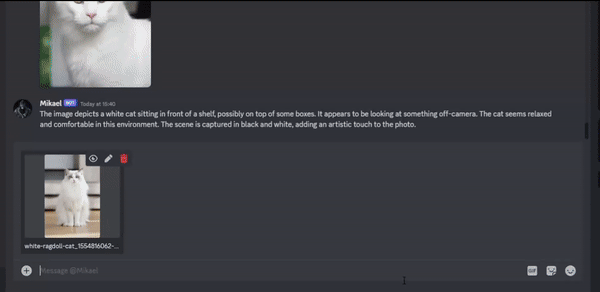 Mikael BOT Today at 15:40
The image depicts a white cat sitting in front of a shelf, possibly on top of some boxes. It appears to be looking at something off-camera. The cat seems relaxed
and comfortable in this environment. The scene is captured in black and white, adding an artistic touch to the photo.
white-ragdoll-cat_1554816062-...
Message @Mikael
GIF